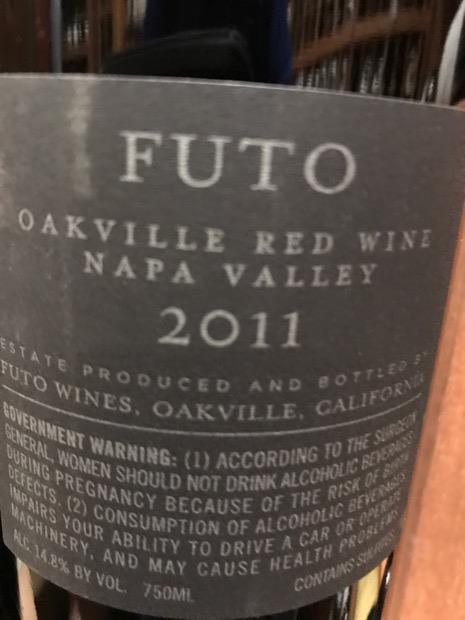 FUTO
OAKVILLE RED WINE
NAPA VALLEY
2011
ESTATE PRODUCED AND BOTTLED BY
FUTO WINES, OAKVILLE, CALIFORNIA
GOVERNMENT WARNING: (1) ACCORDING TO THE SURGEON
GENERAL, WOMEN SHOULD NOT DRINK ALCOHOLIC BEVERAGES
DURING PREGNANCY BECAUSE OF THE RISK OF BIRTH
DEFECTS. (2) CONSUMPTION OF ALCOHOLIC BEVERAGES
IMPAIRS YOUR ABILITY TO DRIVE A CAR OR OPERATE
MACHINERY, AND MAY CAUSE HEALTH PROBLEMS
ALC. 14.8% BY VOL. 750ML CONTAINS SULFITES